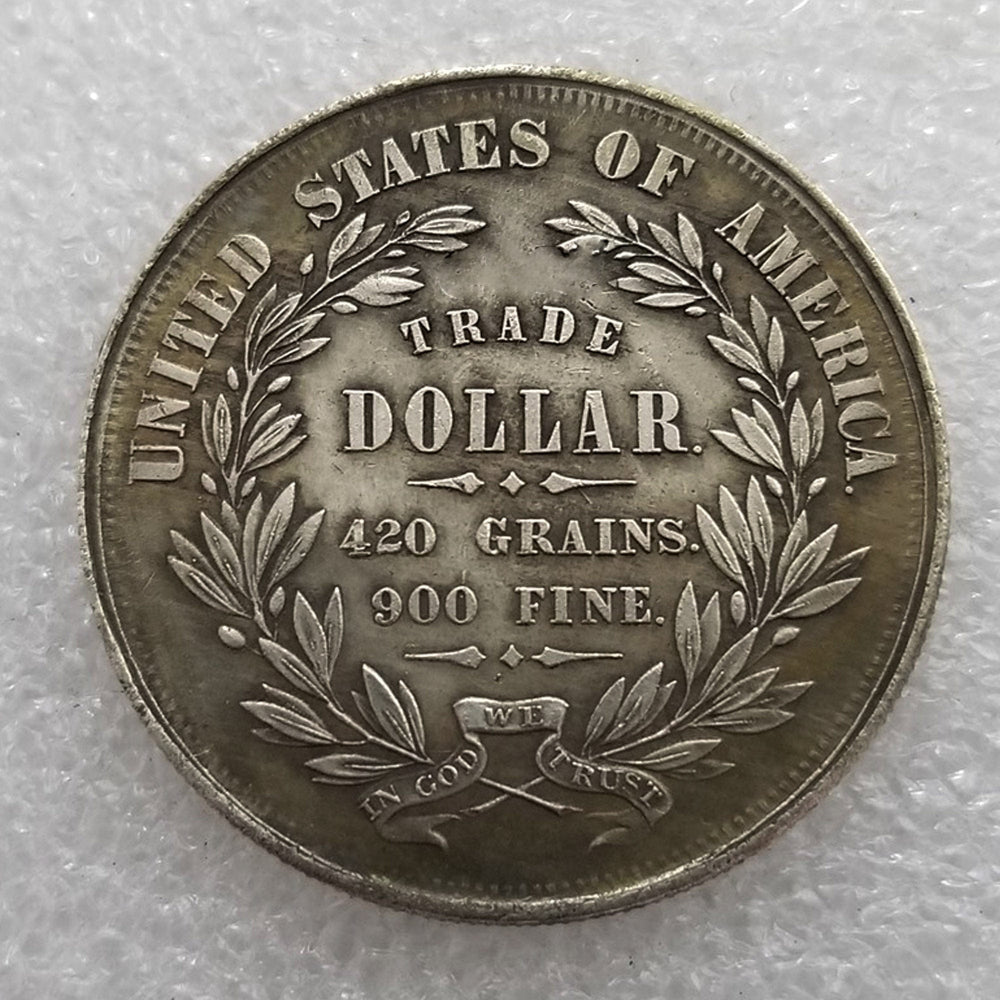 UNITED STATES OF AMERICA.
TRADE
DOLLAR.
420 GRAINS.
900 FINE.
IN GOD WE TRUST